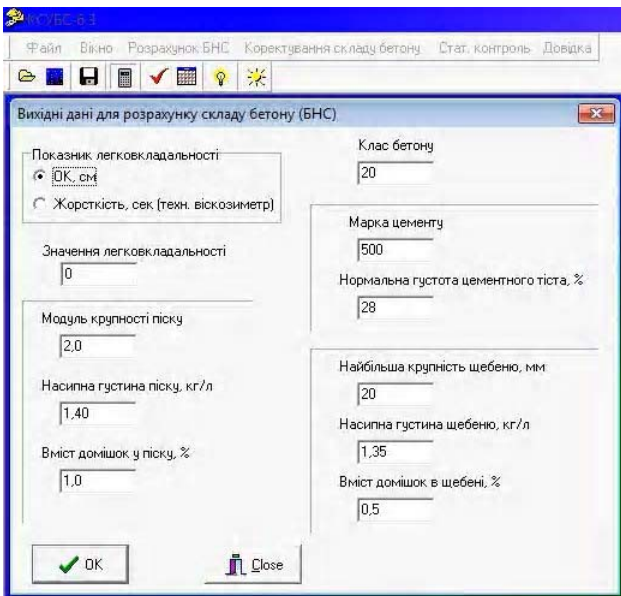 КСУБС-6.3
Файл Вікно Розрахунок БНС Коректування складу бетону Стат. контроль Довідка
Вихідні дані для розрахунку складу бетону (БНС)
Показник легковкладальності
ОК, см
Жорсткість, сек (техн. віскозиметр)
Значення легковкладальності
0
Модуль крупності піску
2,0
Насипна густина піску, кг/л
1,40
Вміст домішок у піску, %
1,0
Клас бетону
20
Марка цементу
500
Нормальна густота цементного тіста, %
28
Найбільша крупність щебеню, мм
20
Насипна густина щебеню, кг/л
1,35
Вміст домішок в щебені, %
0,5
OK
Close